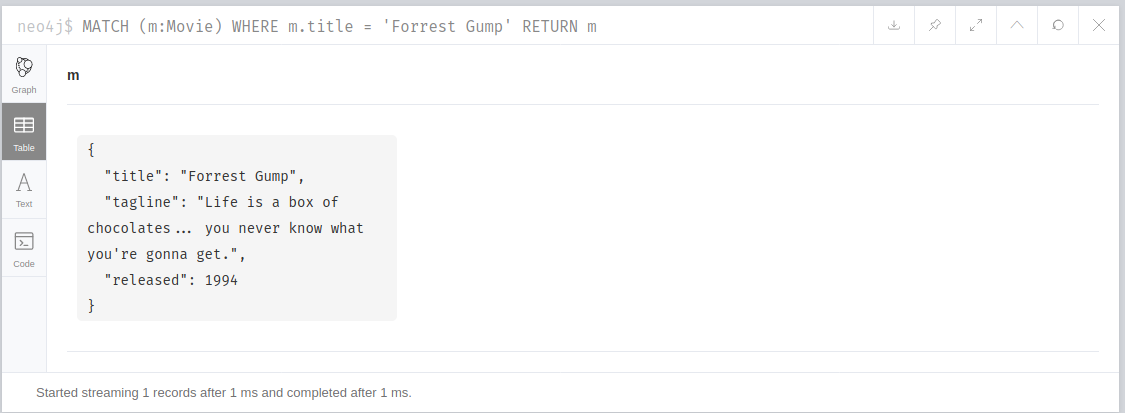 neo4j$ MATCH (m:Movie) WHERE m.title = 'Forrest Gump' RETURN m
Graph
Table
Text
Code
m
{
  "title": "Forrest Gump",
  "tagline": "Life is a box of
chocolates... you never know what
you're gonna get.",
  "released": 1994
}
Started streaming 1 records after 1 ms and completed after 1 ms.